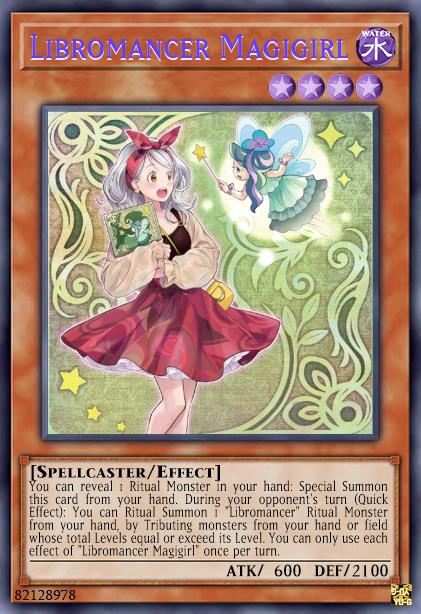 Libromancer Magigirl
WATER
水
[Spellcaster/Effect]
You can reveal 1 Ritual Monster in your hand: Special Summon
this card from your hand. During your opponent's turn (Quick
Effect): You can Ritual Summon 1 "Libromancer" Ritual Monster
from your hand, by Tributing monsters from your hand or field
whose total Levels equal or exceed its Level. You can only use each
effect of "Libromancer Magigirl" once per turn.
ATK/ 600 DEF/2100
82128978